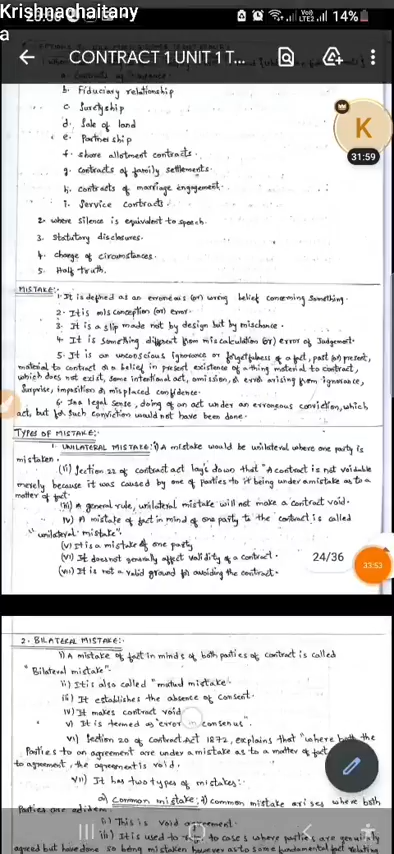 Krishnachaitany
a
14%
CONTRACT 1 UNIT 1 T...
K
31:59
b. Fiduciary relationship
c. Suretyship
d. Sale of land
e. Partnership
f. share allotment contracts.
g. contracts of family settlements.
h. contracts of marriage engagement.
i. Service contracts.
2. where silence is equivalent to speech.
3. Statutory disclosures.
4. change of circumstances.
5. Half truth.
MISTAKE:-
1. It is defined as an erroneous (or) wrong belief concerning Something.
2. It is mis conception (or) error.
3. It is a slip made not by design but by mischance.
4. It is Something different from miscalculation (or) error of Judgement.
5. It is an unconscious ignorance or forgetfulness of a fact, past (or) present,
material to contract or a belief in present existence of a thing material to contract,
which does not exist, some intentional act, omission, or error arising from ignorance,
Surprise, imposition or misplaced confidence.
6. In a legal sense, doing of an act under an erroneous conviction, which
act, but for such conviction would not have been done.
TYPES OF MISTAKE:-
1. UNILATERAL MISTAKE: i) A mistake would be unilateral where one party is
mistaken.
(ii) Section 22 of contract act lays down that "A contract is not voidable
merely because it was caused by one of parties to it being under a mistake as to a
matter of fact.
(iii) A general rule, unilateral mistake will not make a contract void.
iv) A mistake of fact in mind of one party to the contract is called
"unilateral mistake".
(v) It is a mistake of one party
(vi) It does not generally affect validity of a contract.
(vii) It is not a valid ground for avoiding the contract.
24/36
33:53
2. BILATERAL MISTAKE:-
i) A mistake of fact in minds of both parties of contract is called
"Bilateral mistake".
ii) It is also called "mutual mistake".
iii) It establishes the absence of consent.
iv) It makes contract void
v) It is termed as "error in consensus".
vi) Section 20 of contract Act 1872, explains that "where both the
Parties to an agreement are under a mistake as to a matter of fact
to agreement, the agreement is void.
vii) It has two types of mistakes:-
a) common mistake: i) common mistake arises where both
Parties are
ii) This is void agreement.
iii) It is used to to cases where parties are genuinely
agreed but have done so being mistaken however as to some fundamental fact relating